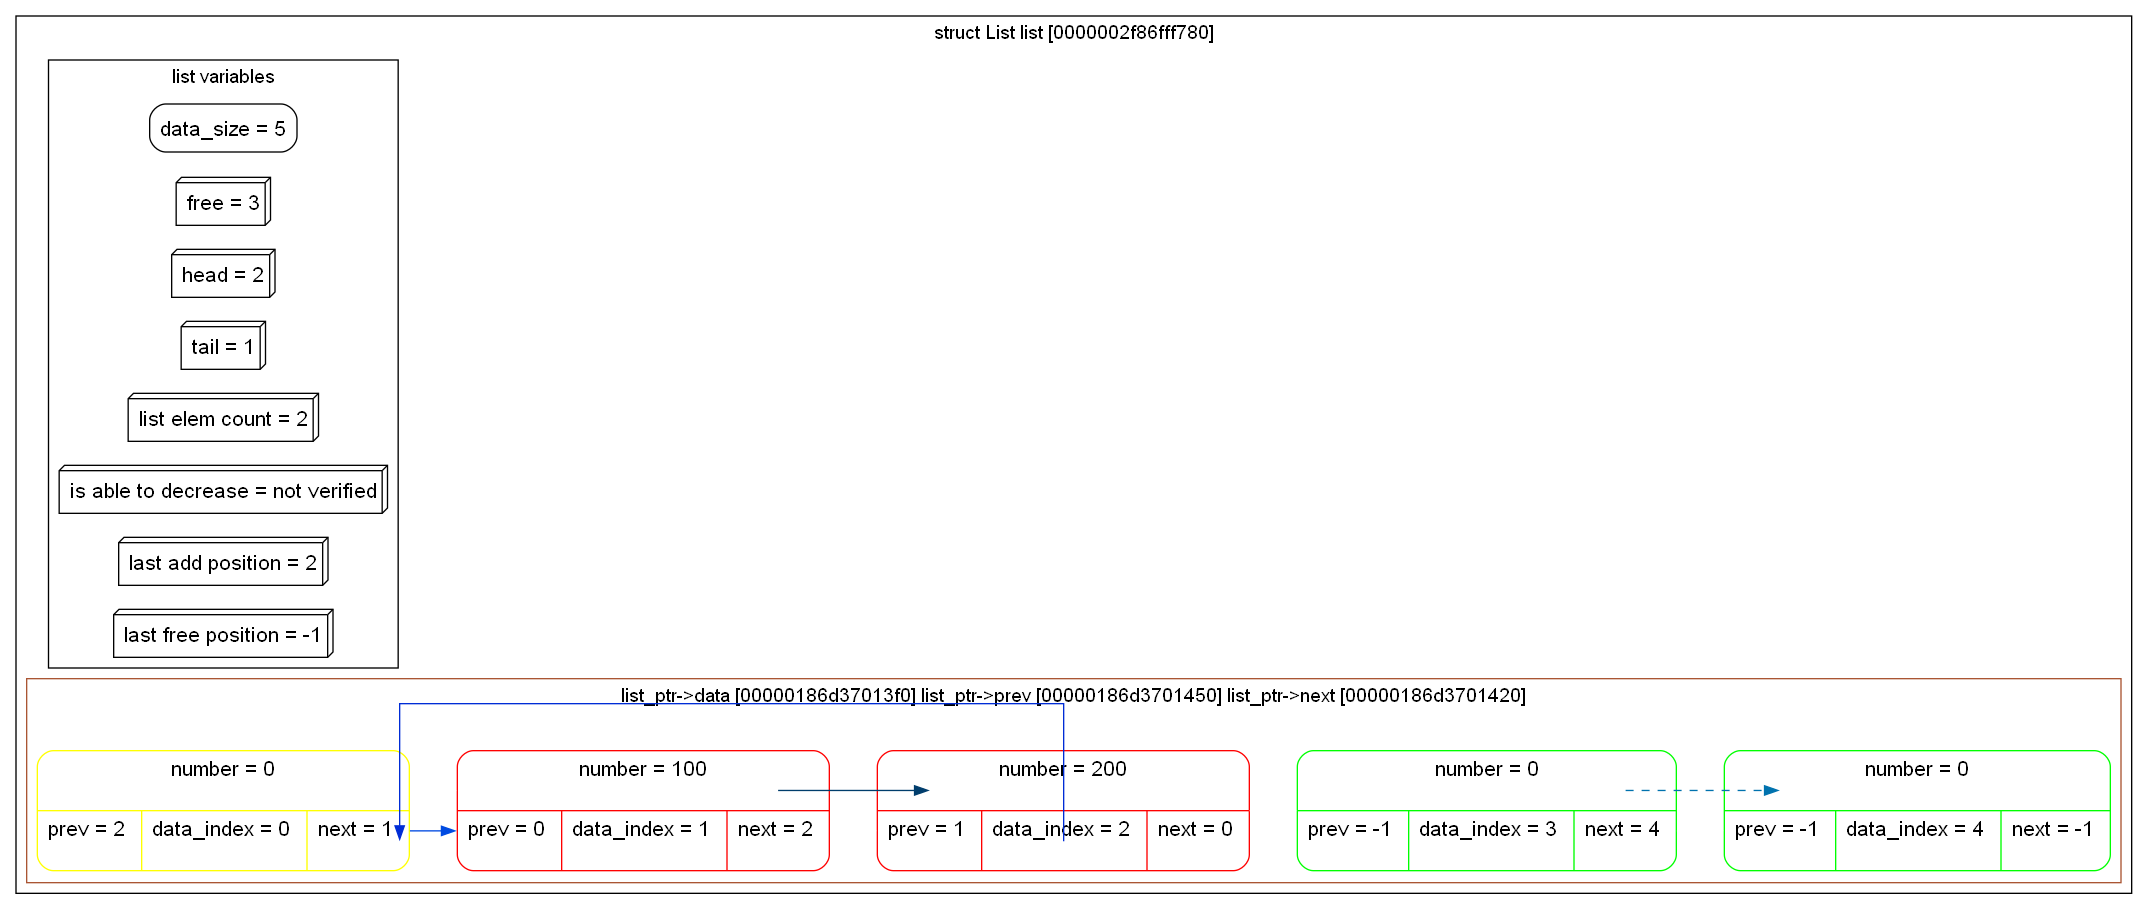 struct List list [0000002f86fff780]
list variables
data_size = 5
free = 3
head = 2
tail = 1
list elem count = 2
is able to decrease = not verified
last add position = 2
last free position = -1
list_ptr->data [00000186d37013f0] list_ptr->prev [00000186d3701450] list_ptr->next [00000186d3701420]
number = 0
prev = 2 data_index = 0 next = 1
number = 100
prev = 0 data_index = 1 next = 2
number = 200
prev = 1 data_index = 2 next = 0
number = 0
prev = -1 data_index = 3 next = 4
number = 0
prev = -1 data_index = 4 next = -1